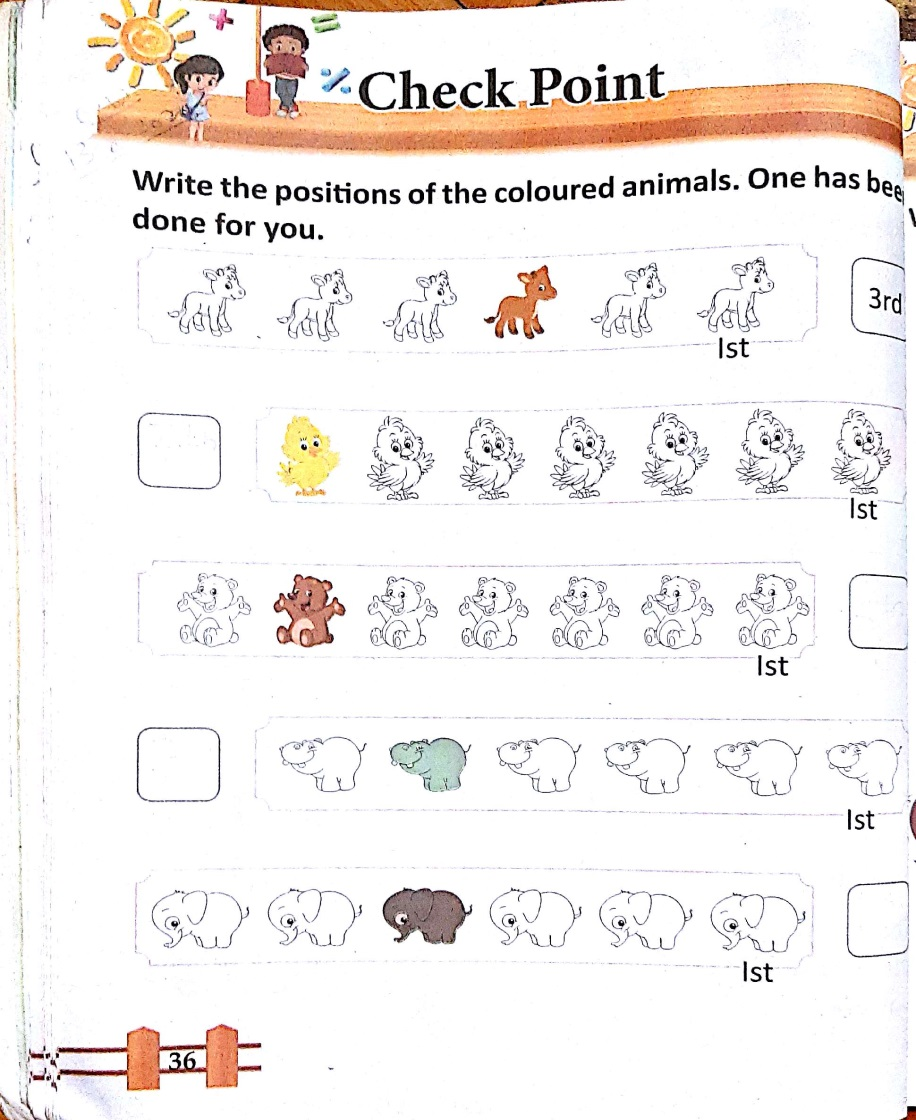 Check Point
Write the positions of the coloured animals. One has bee
done for you.
3rd
Ist
Ist
Ist
Ist
Ist
36